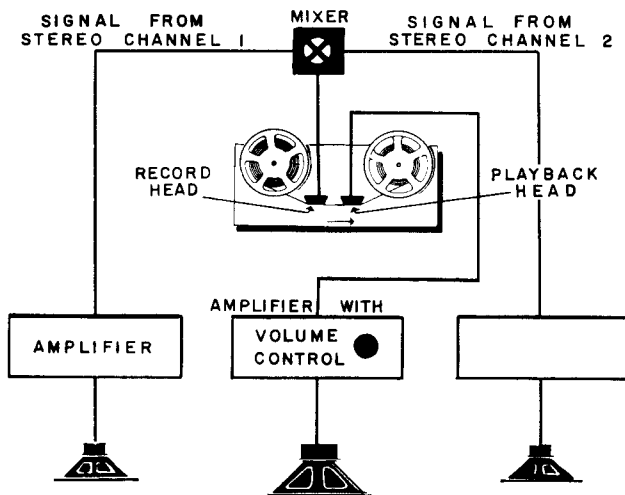 SIGNAL FROM
STEREO CHANNEL 1
MIXER
SIGNAL FROM
STEREO CHANNEL 2
RECORD
HEAD
PLAYBACK
HEAD
AMPLIFIER
AMPLIFIER WITH
VOLUME
CONTROL